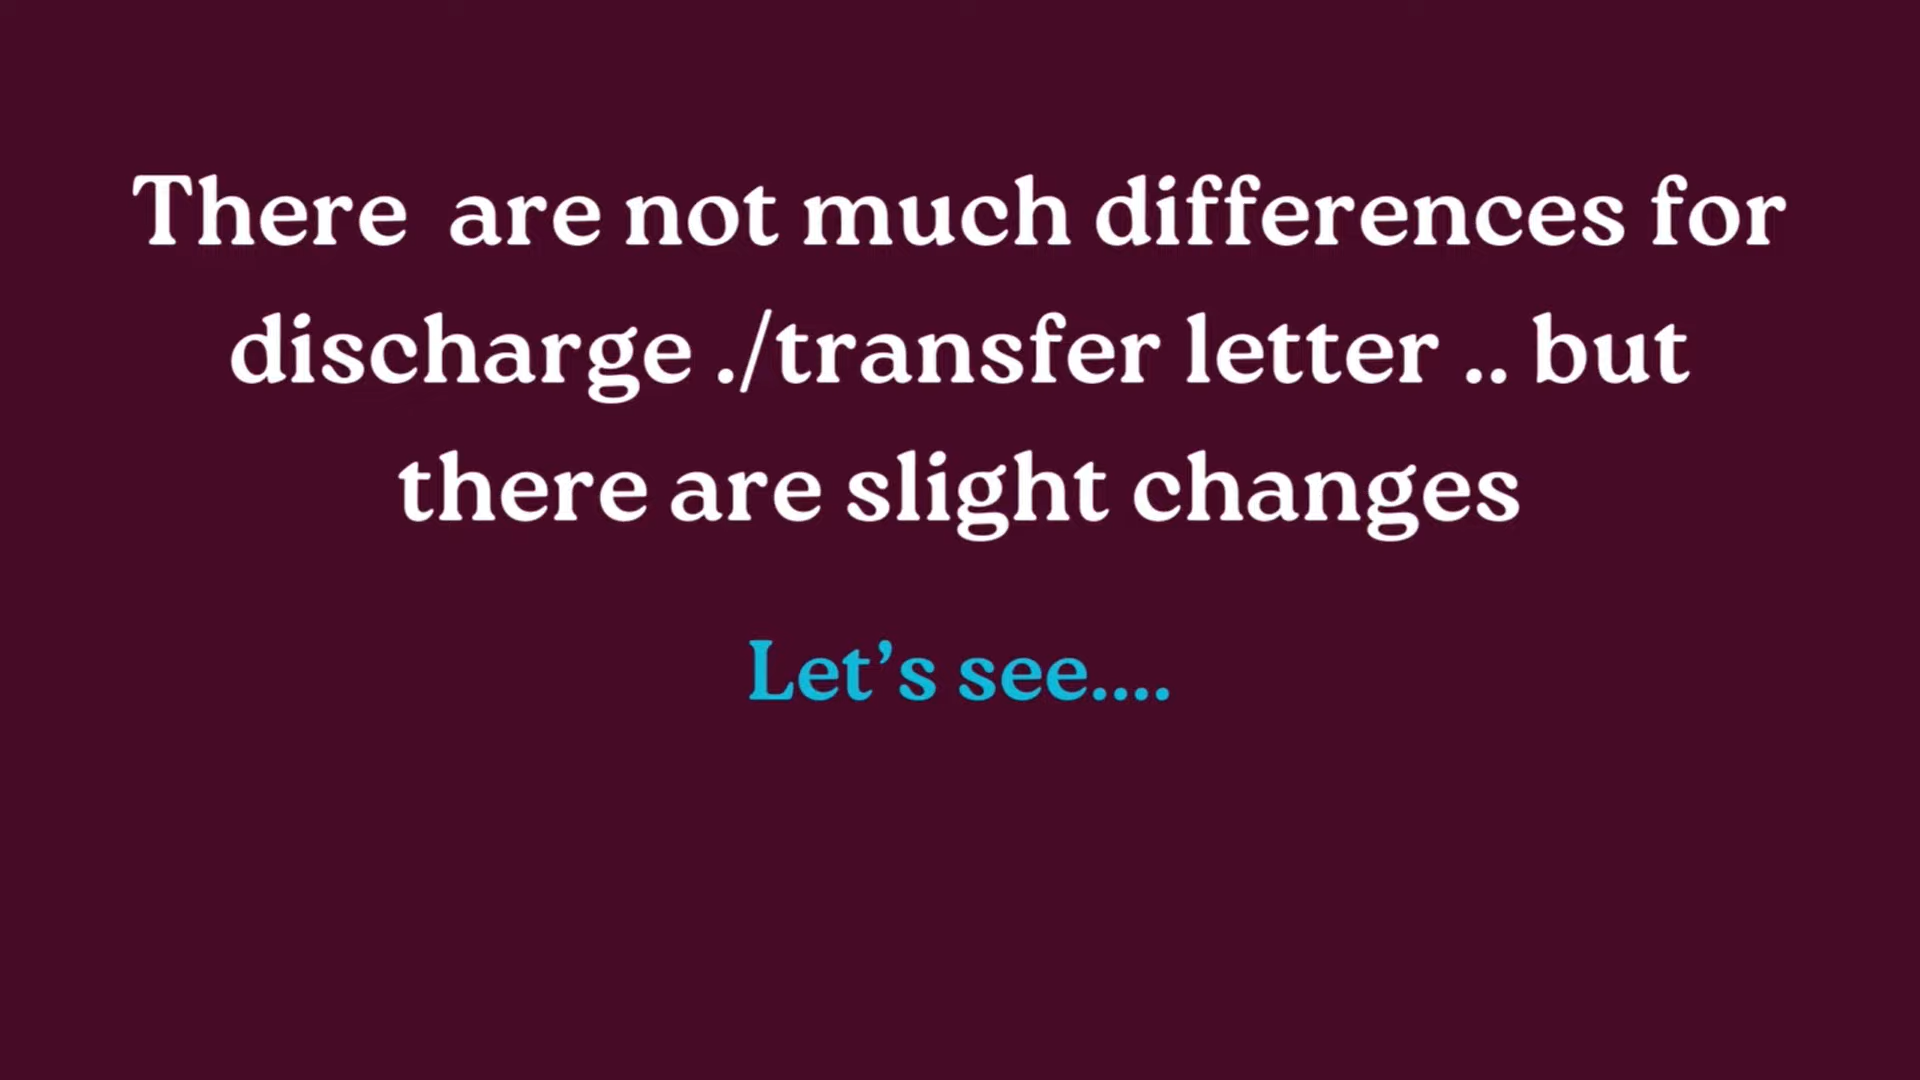 There  are not much differences for
discharge ./transfer letter .. but
there are slight changes
Let’s see....